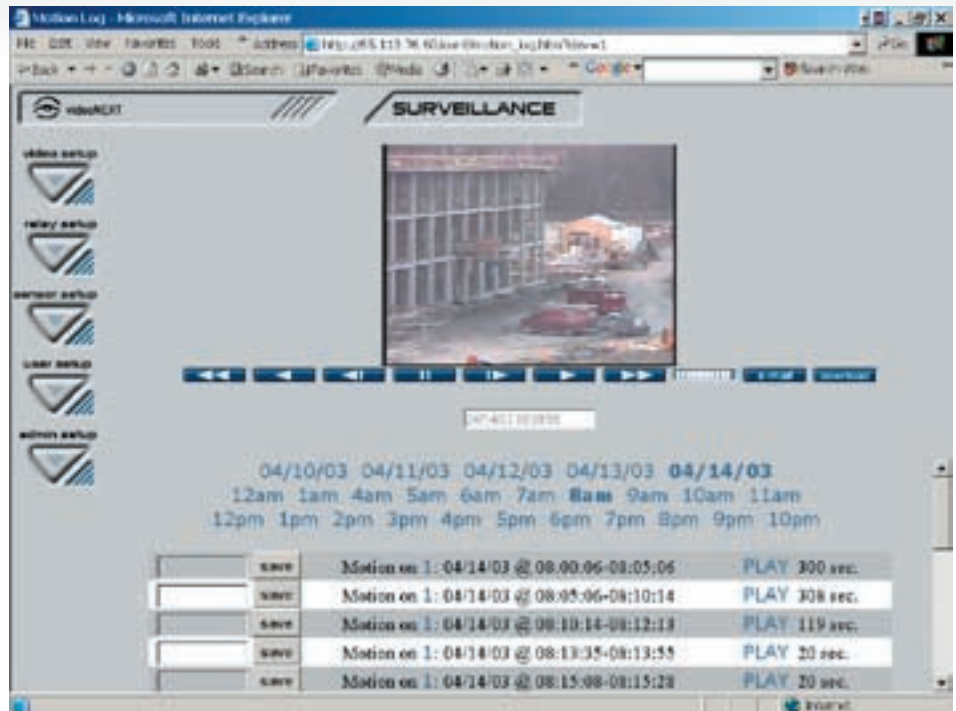 Motion Log - Microsoft Internet Explorer
File Edit View Favorites Tools Address
Back Search Favorites Media Google
videoNEXT
SURVEILLANCE
video setup
relay setup
sensor setup
user setup
admin setup
e-mail download
04/10/03 04/11/03 04/12/03 04/13/03 04/14/03
12am 1am 4am 5am 6am 7am 8am 9am 10am 11am
12pm 1pm 2pm 3pm 4pm 5pm 6pm 7pm 8pm 9pm 10pm
save Motion on 1: 04/14/03 @ 08:00:06-08:05:06 PLAY 300 sec.
save Motion on 1: 04/14/03 @ 08:05:06-08:10:14 PLAY 308 sec.
save Motion on 1: 04/14/03 @ 08:10:14-08:12:13 PLAY 119 sec.
save Motion on 1: 04/14/03 @ 08:13:35-08:13:55 PLAY 20 sec.
save Motion on 1: 04/14/03 @ 08:15:08-08:15:28 PLAY 20 sec.
Internet